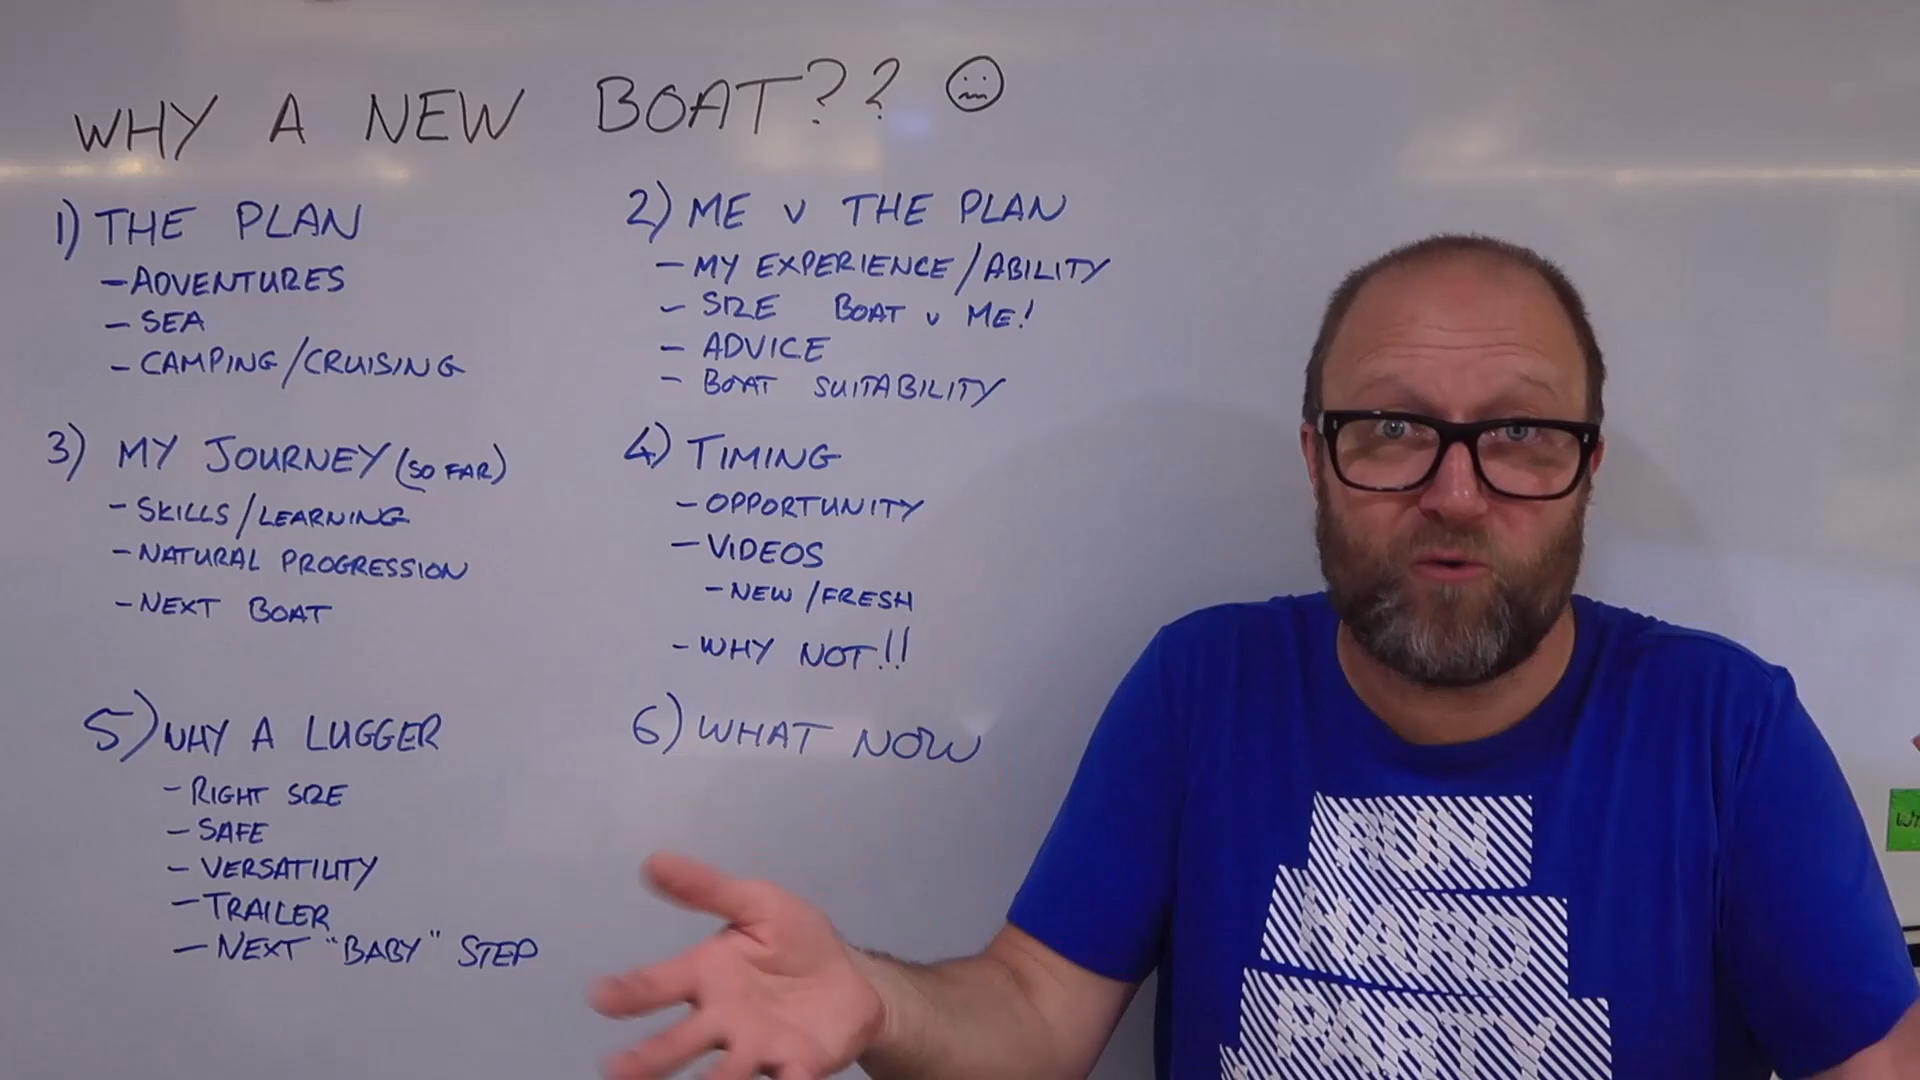 WHY A NEW BOAT??
1) THE PLAN
- ADVENTURES
- SEA
- CAMPING/CRUISING
2) ME V THE PLAN
- MY EXPERIENCE/ABILITY
- SIZE BOAT V ME!
- ADVICE
- BOAT SUITABILITY
3) MY JOURNEY (SO FAR)
- SKILLS/LEARNING
- NATURAL PROGRESSION
- NEXT BOAT
4) TIMING
- OPPORTUNITY
- VIDEOS
- NEW/FRESH
- WHY NOT!!
5) WHY A LUGGER
- RIGHT SIZE
- SAFE
- VERSATILITY
- TRAILER
- NEXT "BABY" STEP
6) WHAT NOW
RUN
HARD
PARTY